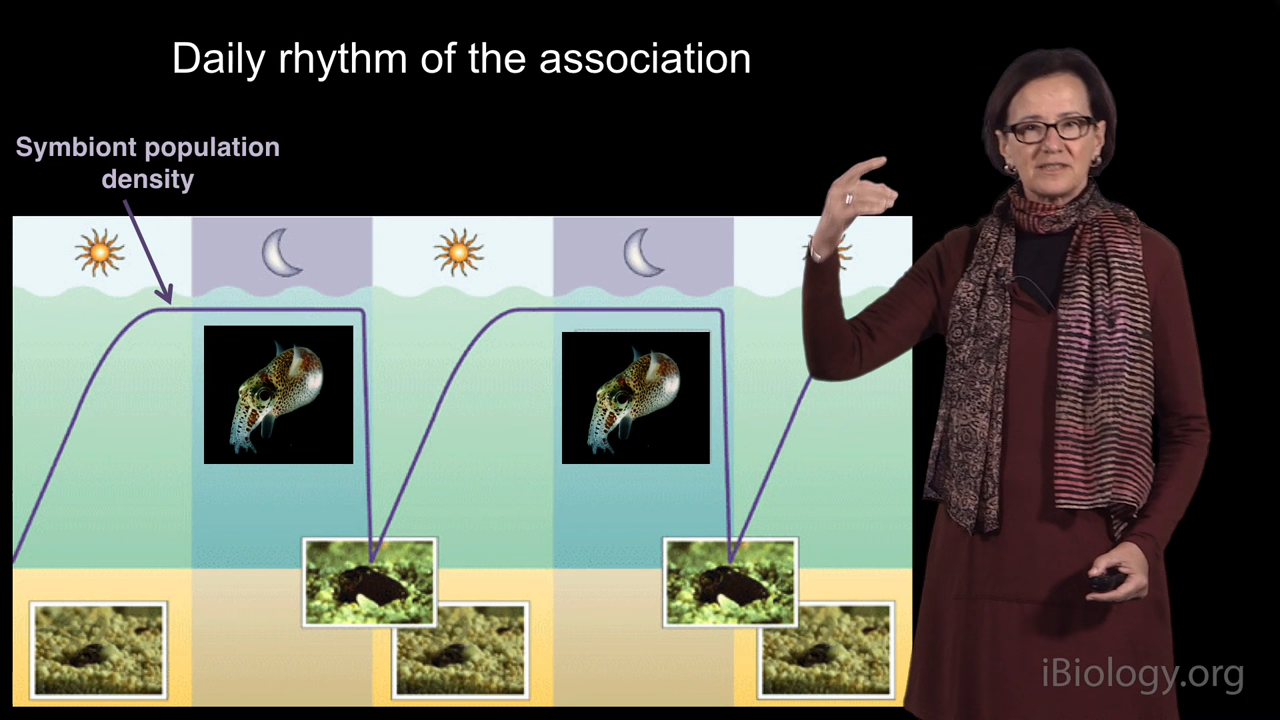 Daily rhythm of the association
Symbiont population
density
iBiology.org